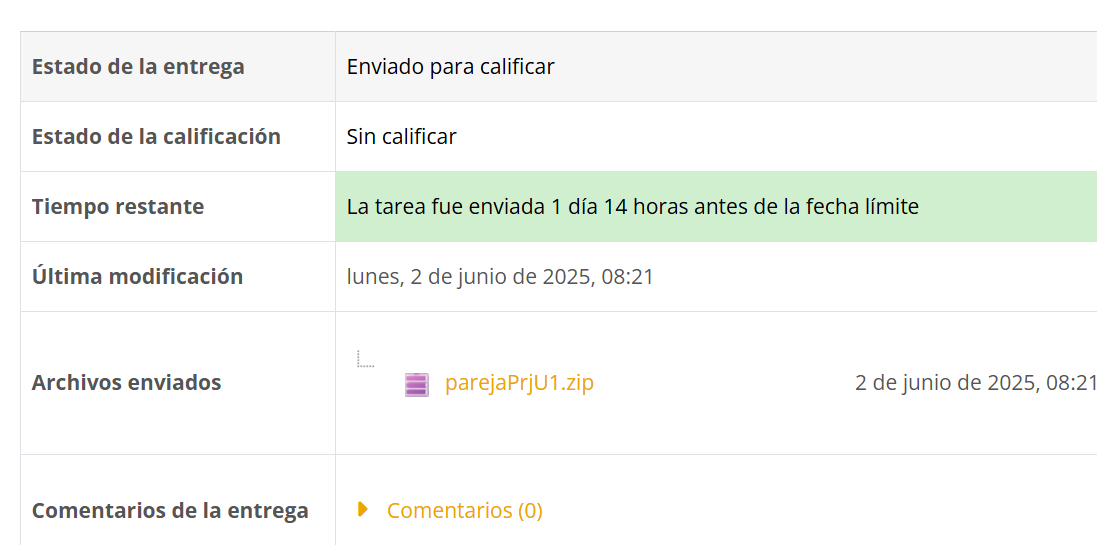 Estado de la entrega Enviado para calificar
Estado de la calificación Sin calificar
Tiempo restante La tarea fue enviada 1 día 14 horas antes de la fecha límite
Última modificación lunes, 2 de junio de 2025, 08:21
Archivos enviados parejaPrjU1.zip 2 de junio de 2025, 08:21
Comentarios de la entrega Comentarios (0)